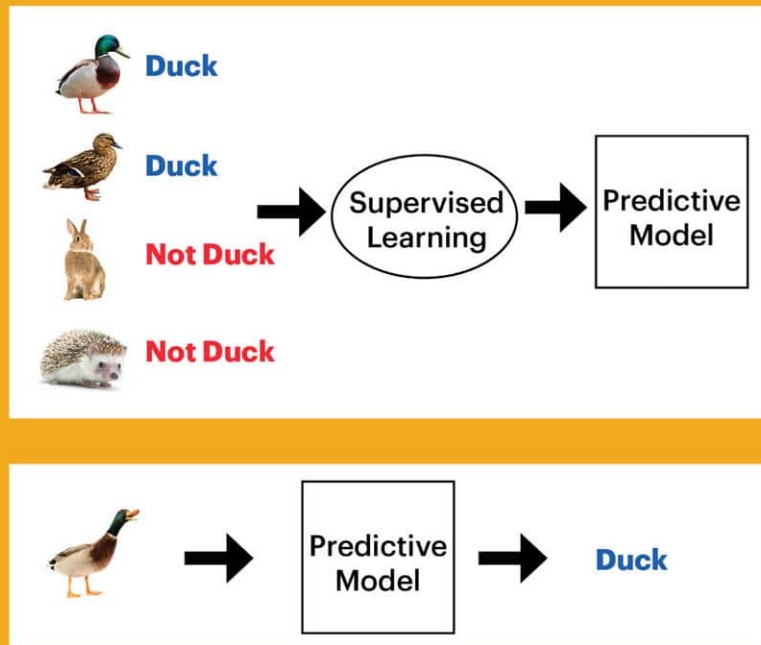 Duck
Duck
Not Duck
Not Duck
Supervised
Learning
Predictive
Model
Predictive
Model
Duck